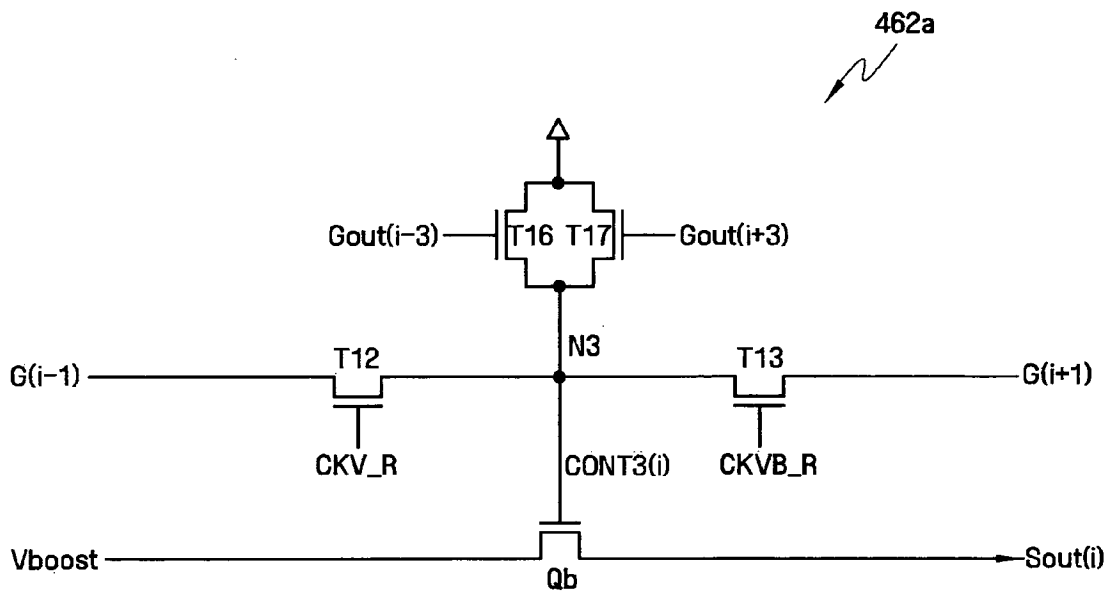 462a
Gout(i-3)
T16
T17
Gout(i+3)
N3
T12
T13
G(i-1)
G(i+1)
CKV_R
CONT3(i)
CKVB_R
Vboost
Sout(i)
Qb